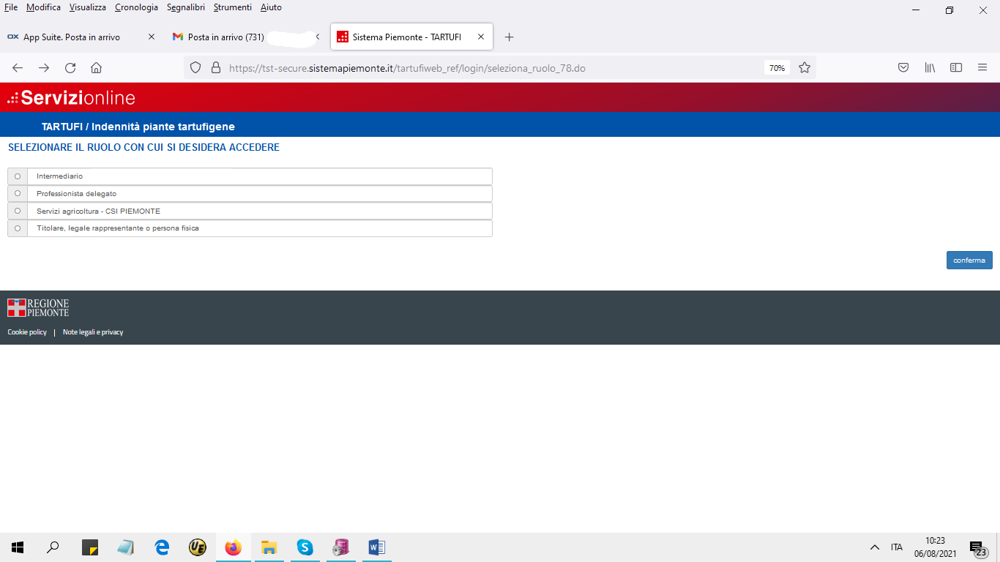 File Modifica Visualizza Cronologia Segnalibri Strumenti Aiuto
OX App Suite. Posta in arrivo
Posta in arrivo (731)
Sistema Piemonte - TARTUFI
https://tst-secure.sistemapiemonte.it/tartufiweb_ref/login/seleziona_ruolo_78.do
70%
Servizionline
TARTUFI / Indennità piante tartufigene
SELEZIONARE IL RUOLO CON CUI SI DESIDERA ACCEDERE
Intermediario
Professionista delegato
Servizi agricoltura - CSI PIEMONTE
Titolare, legale rappresentante o persona fisica
conferma
REGIONE
PIEMONTE
Cookie policy | Note legali e privacy
UE
ITA
10:23
06/08/2021
23